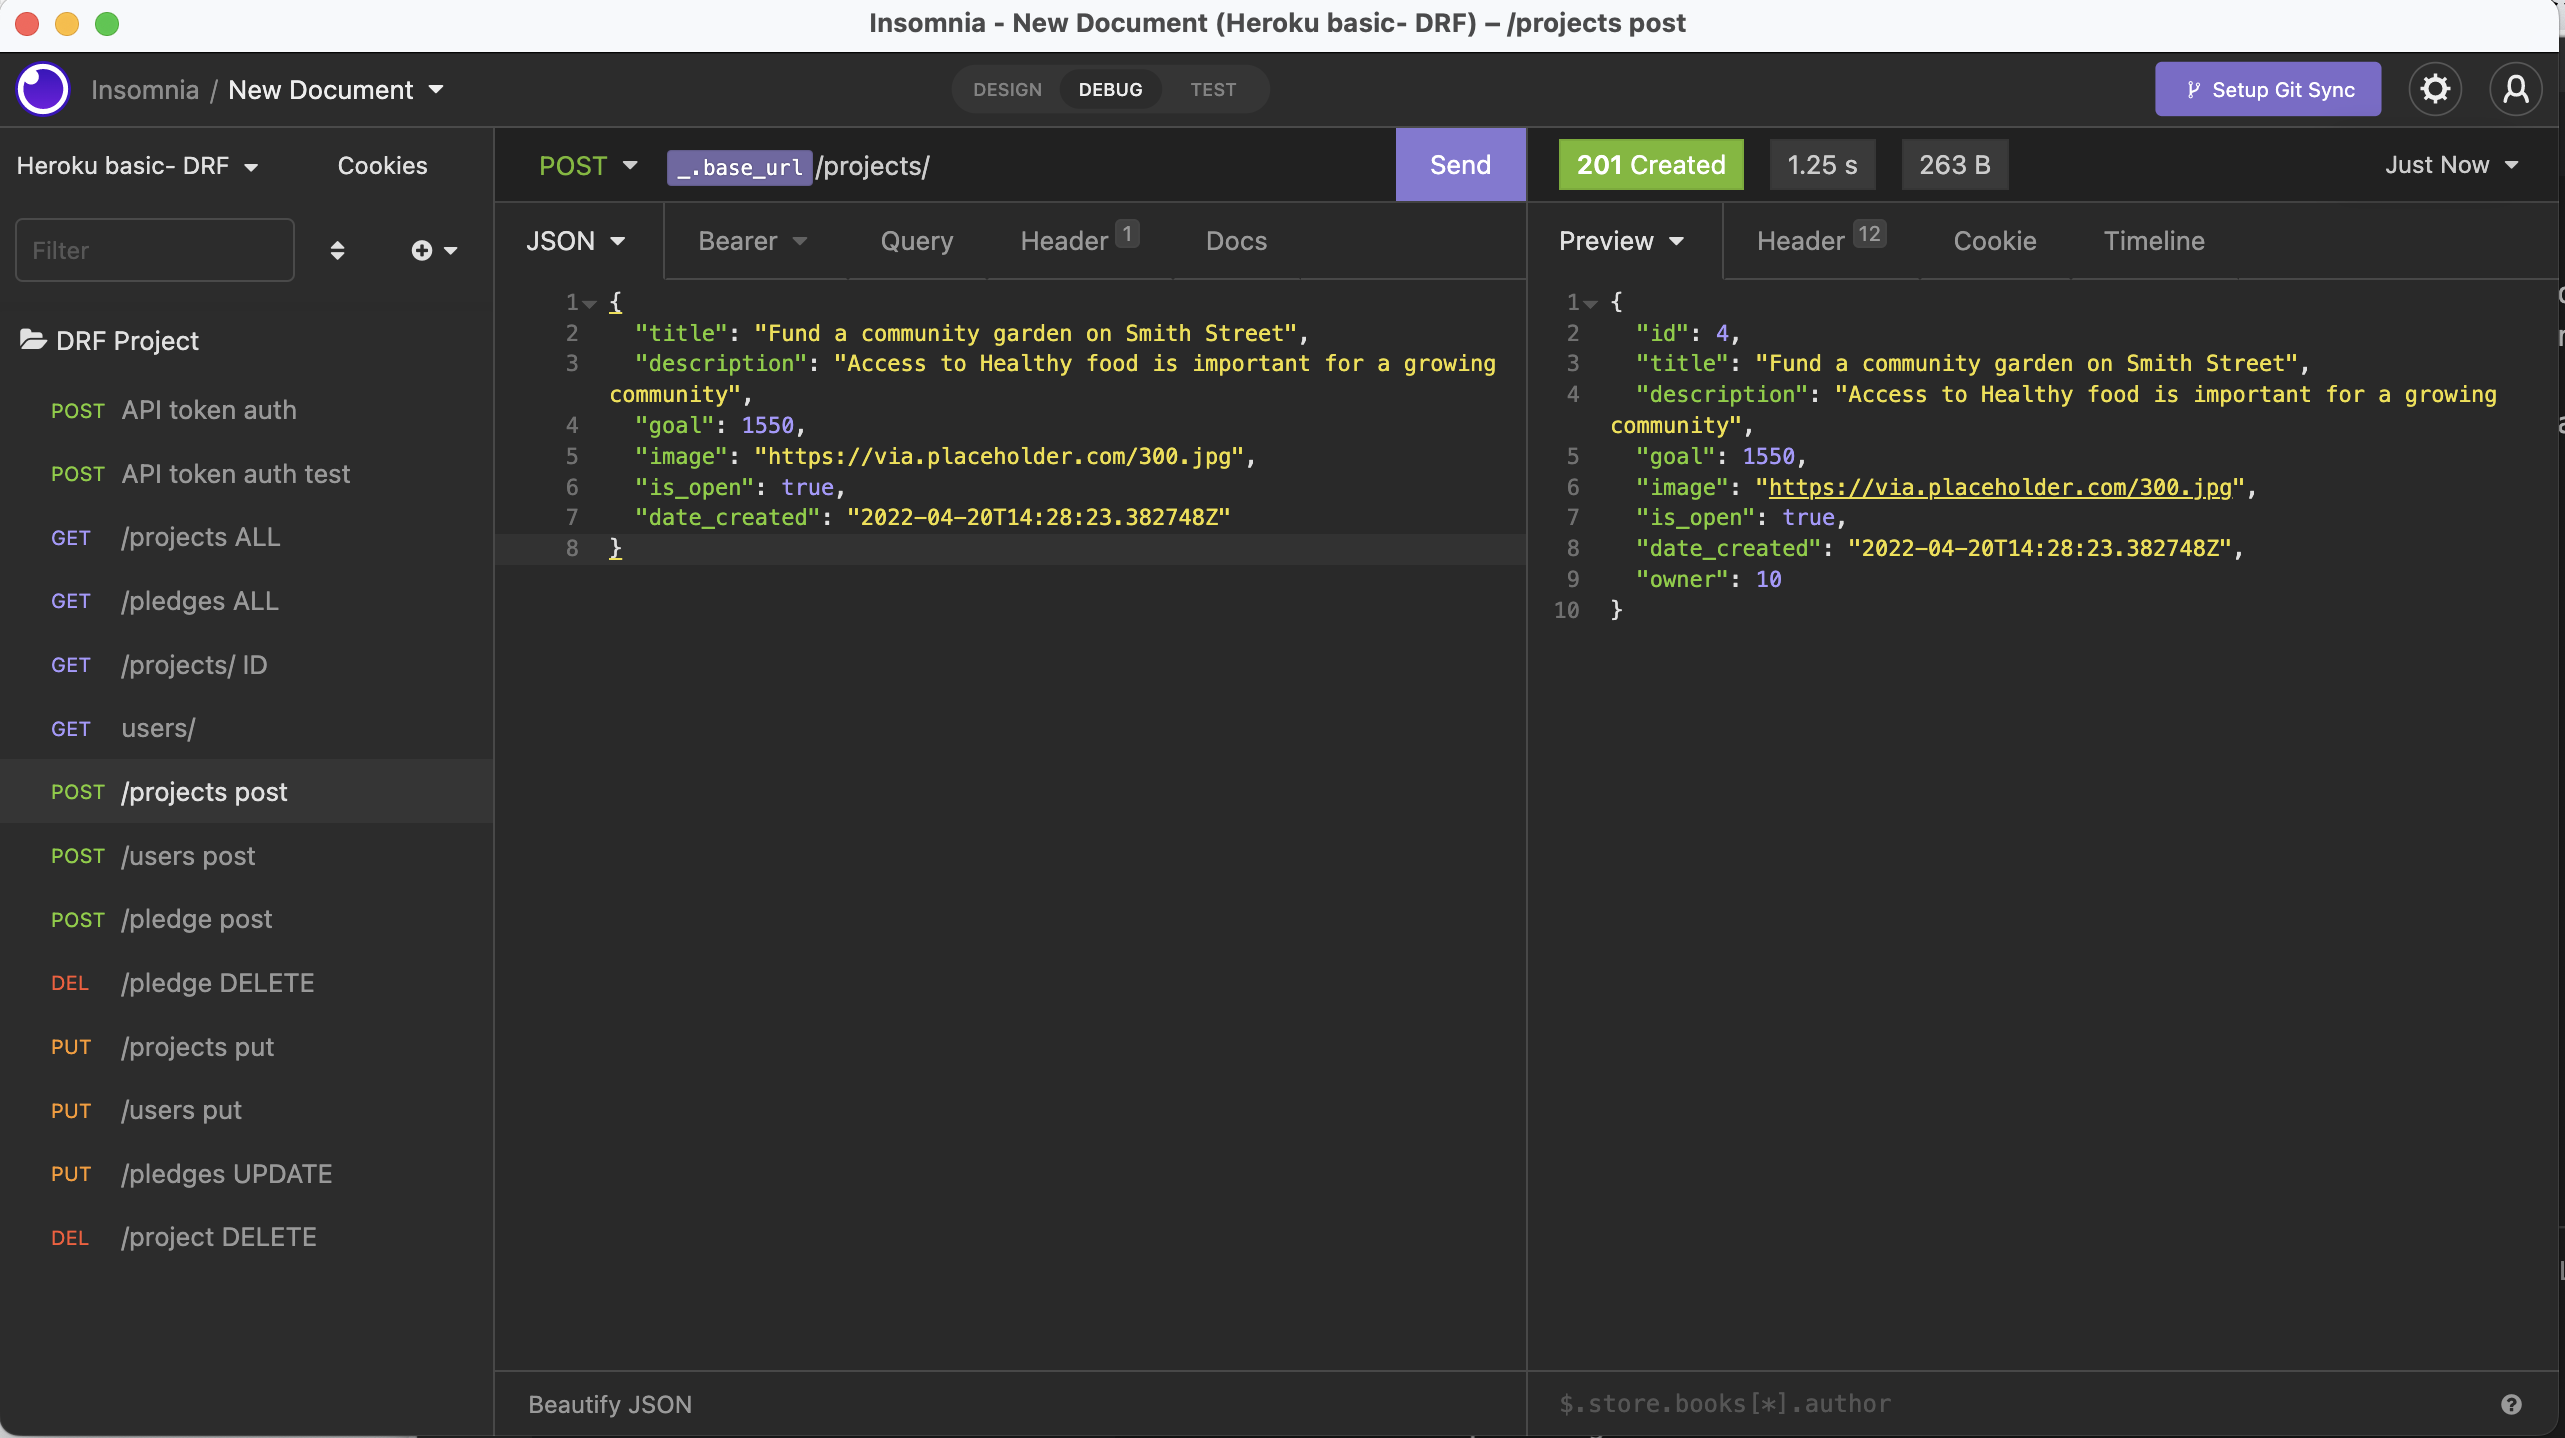 Insomnia - New Document (Heroku basic- DRF) – /projects post
Insomnia / New Document
DESIGN DEBUG TEST
Setup Git Sync
Heroku basic- DRF
Cookies
POST
_.base_url/projects/
Send
201 Created
1.25 s
263 B
Just Now
Filter
JSON
Bearer
Query
Header 1
Docs
Preview
Header 12
Cookie
Timeline
DRF Project
POST API token auth
POST API token auth test
GET /projects ALL
GET /pledges ALL
GET /projects/ ID
GET users/
POST /projects post
POST /users post
POST /pledge post
DEL /pledge DELETE
PUT /projects put
PUT /users put
PUT /pledges UPDATE
DEL /project DELETE
1 {
2 "title": "Fund a community garden on Smith Street",
3 "description": "Access to Healthy food is important for a growing
community",
4 "goal": 1550,
5 "image": "https://via.placeholder.com/300.jpg",
6 "is_open": true,
7 "date_created": "2022-04-20T14:28:23.382748Z"
8 }
1 {
2 "id": 4,
3 "title": "Fund a community garden on Smith Street",
4 "description": "Access to Healthy food is important for a growing
community",
5 "goal": 1550,
6 "image": "https://via.placeholder.com/300.jpg",
7 "is_open": true,
8 "date_created": "2022-04-20T14:28:23.382748Z",
9 "owner": 10
10 }
Beautify JSON
$.store.books[*].author